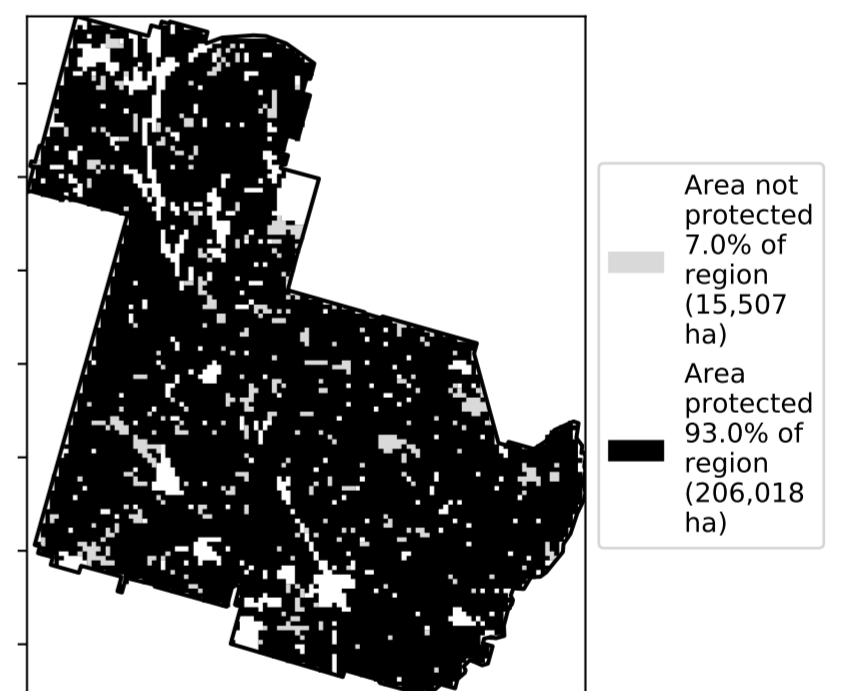 Area not
protected
7.0% of
region
(15,507
ha)
Area
protected
93.0% of
region
(206,018
ha)